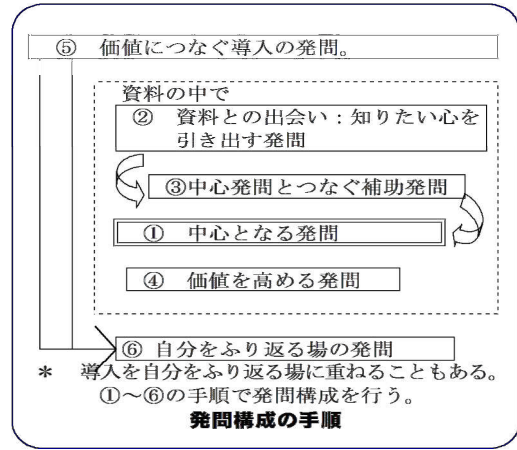 ⑤ 価値につなぐ導入の発問。
資料の中で
② 資料との出会い：知りたい心を
引き出す発問
③中心発問とつなぐ補助発問
① 中心となる発問
④ 価値を高める発問
⑥ 自分をふり返る場の発問
* 導入を自分をふり返る場に重ねることもある。
①～⑥の手順で発問構成を行う。
発問構成の手順